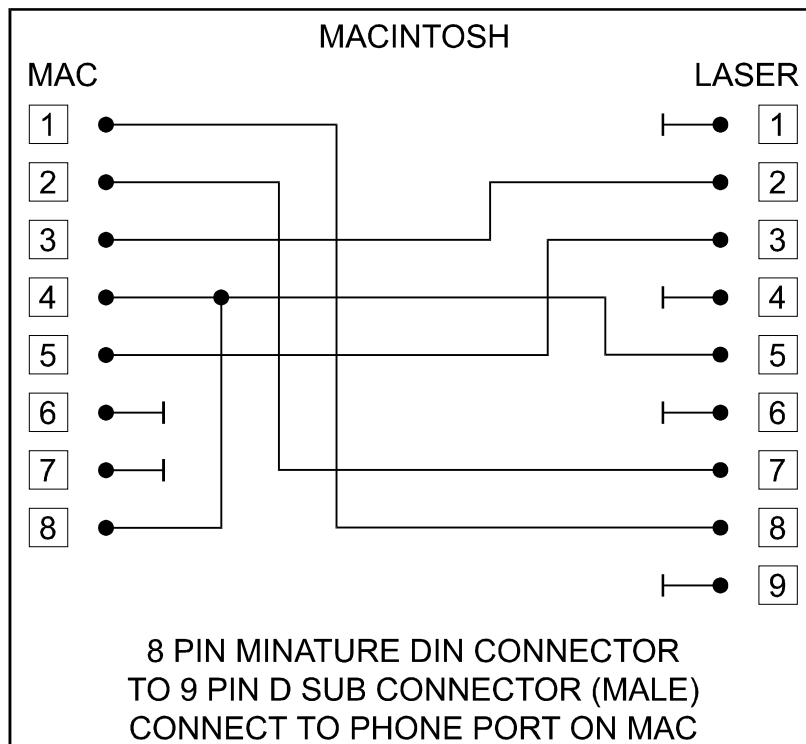 MACINTOSH
MAC LASER
1 1
2 2
3 3
4 4
5 5
6 6
7 7
8 8
9
8 PIN MINATURE DIN CONNECTOR
TO 9 PIN D SUB CONNECTOR (MALE)
CONNECT TO PHONE PORT ON MAC